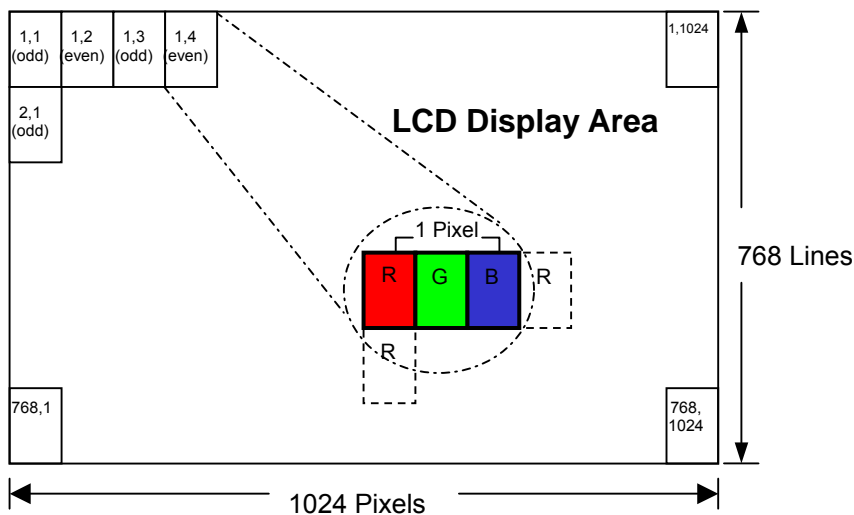 1,1
(odd)
1,2
(even)
1,3
(odd)
1,4
(even)
1,1024
2,1
(odd)
LCD Display Area
1 Pixel
R
G
B
R
R
768 Lines
768,1
768,
1024
1024 Pixels